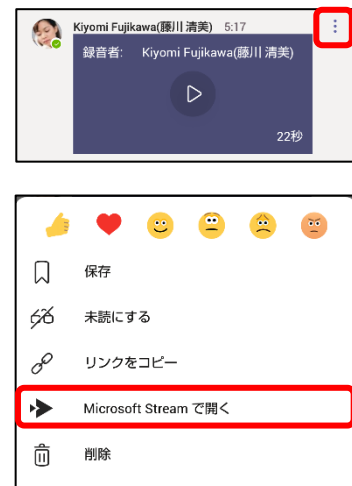 Kiyomi Fujikawa(藤川 清美) 5:17
録音者: Kiyomi Fujikawa(藤川 清美)
22秒
保存
未読にする
リンクをコピー
Microsoft Stream で開く
削除